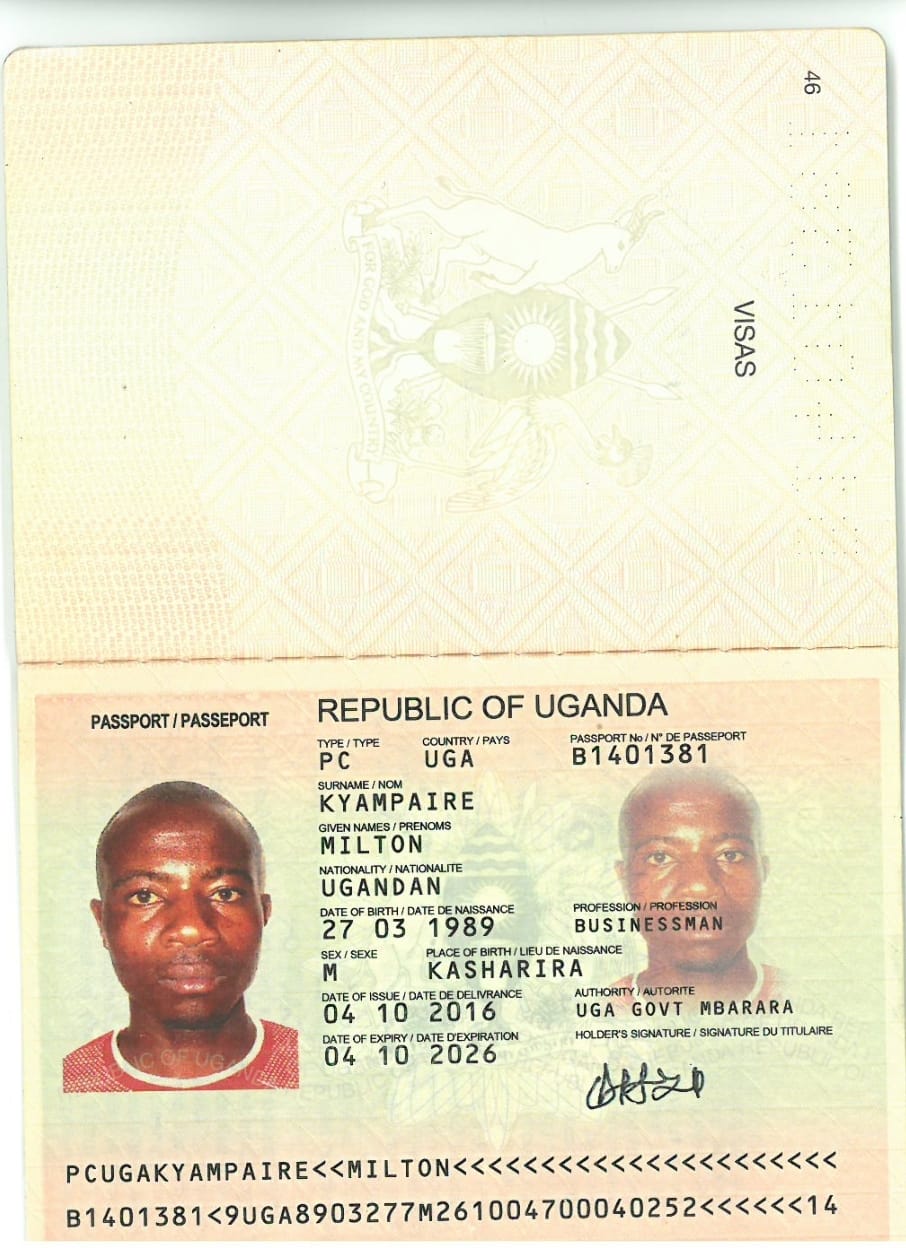 46
VISAS
FOR GOD AND MY COUNTRY
PASSPORT / PASSEPORT
REPUBLIC OF UGANDA
TYPE / TYPE COUNTRY / PAYS PASSPORT No / N° DE PASSEPORT
PC UGA B1401381
SURNAME / NOM
KYAMPAIRE
GIVEN NAMES / PRENOMS
MILTON
NATIONALITY / NATIONALITE
UGANDAN
DATE OF BIRTH / DATE DE NAISSANCE PROFESSION / PROFESSION
27 03 1989 BUSINESSMAN
SEX / SEXE PLACE OF BIRTH / LIEU DE NAISSANCE
M KASHARIRA
DATE OF ISSUE / DATE DE DELIVRANCE AUTHORITY / AUTORITE
04 10 2016 UGA GOVT MBARARA
DATE OF EXPIRY / DATE D'EXPIRATION HOLDER'S SIGNATURE / SIGNATURE DU TITULAIRE
04 10 2026
PCUGAKYAMPAIRE<<MILTON<<<<<<<<<<<<<<<<<<<<<<
B1401381<9UGA8903277M261004700040252<<<<<<14